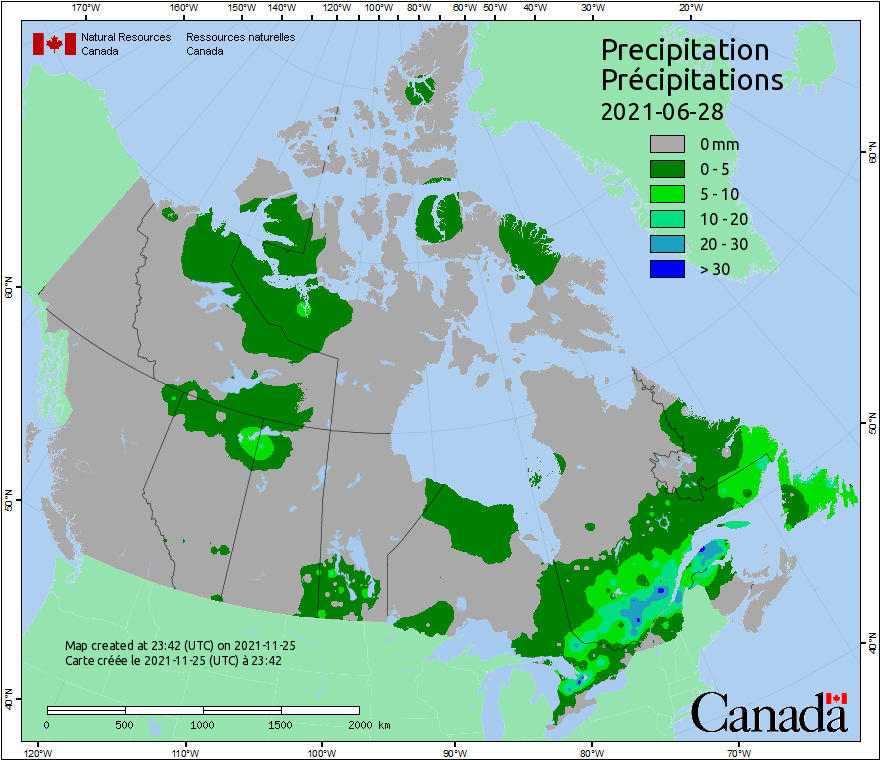 170°W 160°W 150°W 140°W 120°W 100°W 80°W 60°W 50°W 40°W 30°W 20°W
Natural Resources Ressources naturelles
Canada Canada
Precipitation
Précipitations
2021-06-28
0 mm
0 - 5
5 - 10
10 - 20
20 - 30
> 30
60°N
60°N
50°N
50°N
40°N
40°N
Map created at 23:42 (UTC) on 2021-11-25
Carte créée le 2021-11-25 (UTC) à 23:42
0 500 1000 1500 2000 km
Canada
120°W 110°W 100°W 90°W 80°W 70°W